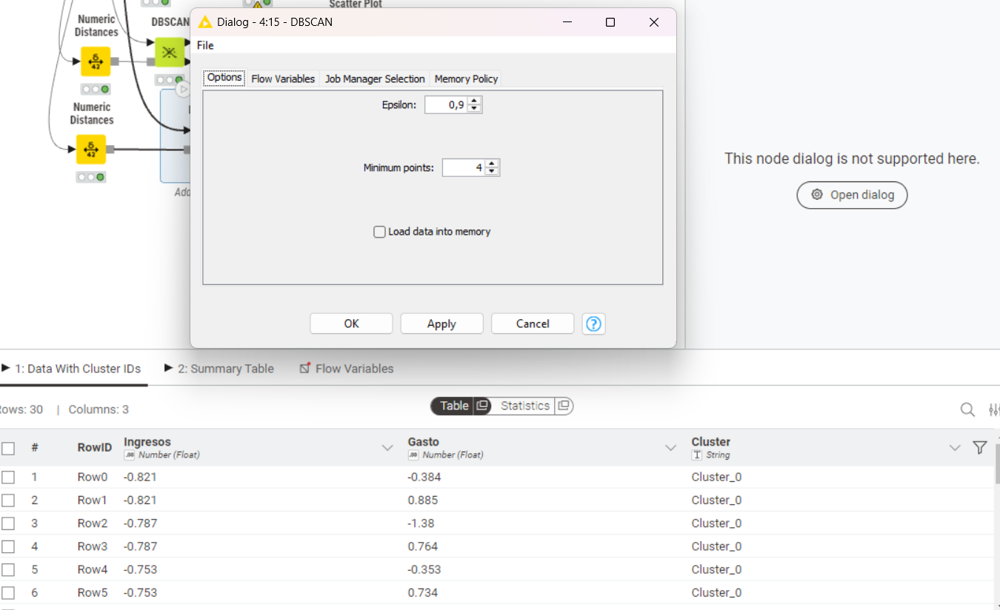 Scatter Plot
Numeric
Distances
DBSCAN
Dialog - 4:15 - DBSCAN
File
Options Flow Variables Job Manager Selection Memory Policy
Epsilon: 0,9
Minimum points: 4
Load data into memory
OK Apply Cancel ?
δ
42
Numeric
Distances
δ
42
This node dialog is not supported here.
Open dialog
1: Data With Cluster IDs 2: Summary Table Flow Variables
Rows: 30 | Columns: 3
Table Statistics
# RowID Ingresos Number (Float) Gasto Number (Float) Cluster T String
1 Row0 -0.821 -0.384 Cluster_0
2 Row1 -0.821 0.885 Cluster_0
3 Row2 -0.787 -1.38 Cluster_0
4 Row3 -0.787 0.764 Cluster_0
5 Row4 -0.753 -0.353 Cluster_0
6 Row5 -0.753 0.734 Cluster_0